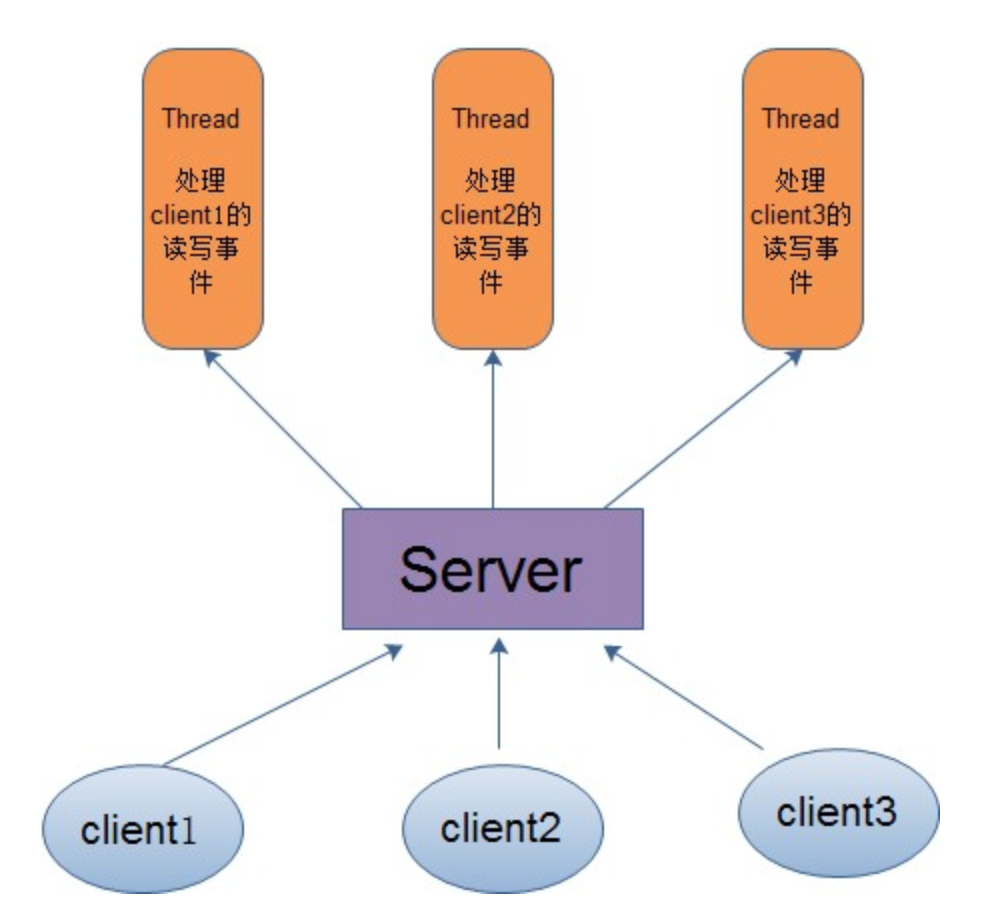 Thread
处理
client1的
读写事
件
Thread
处理
client2的
读写事
件
Thread
处理
client3的
读写事
件
Server
client1
client2
client3